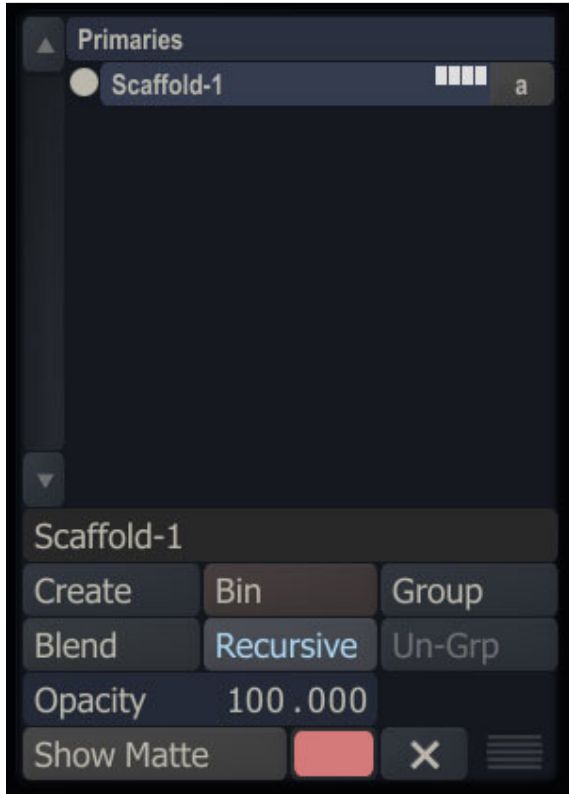 Primaries
Scaffold-1 a
Scaffold-1
Create Bin Group
Blend Recursive Un-Grp
Opacity 100.000
Show Matte ×